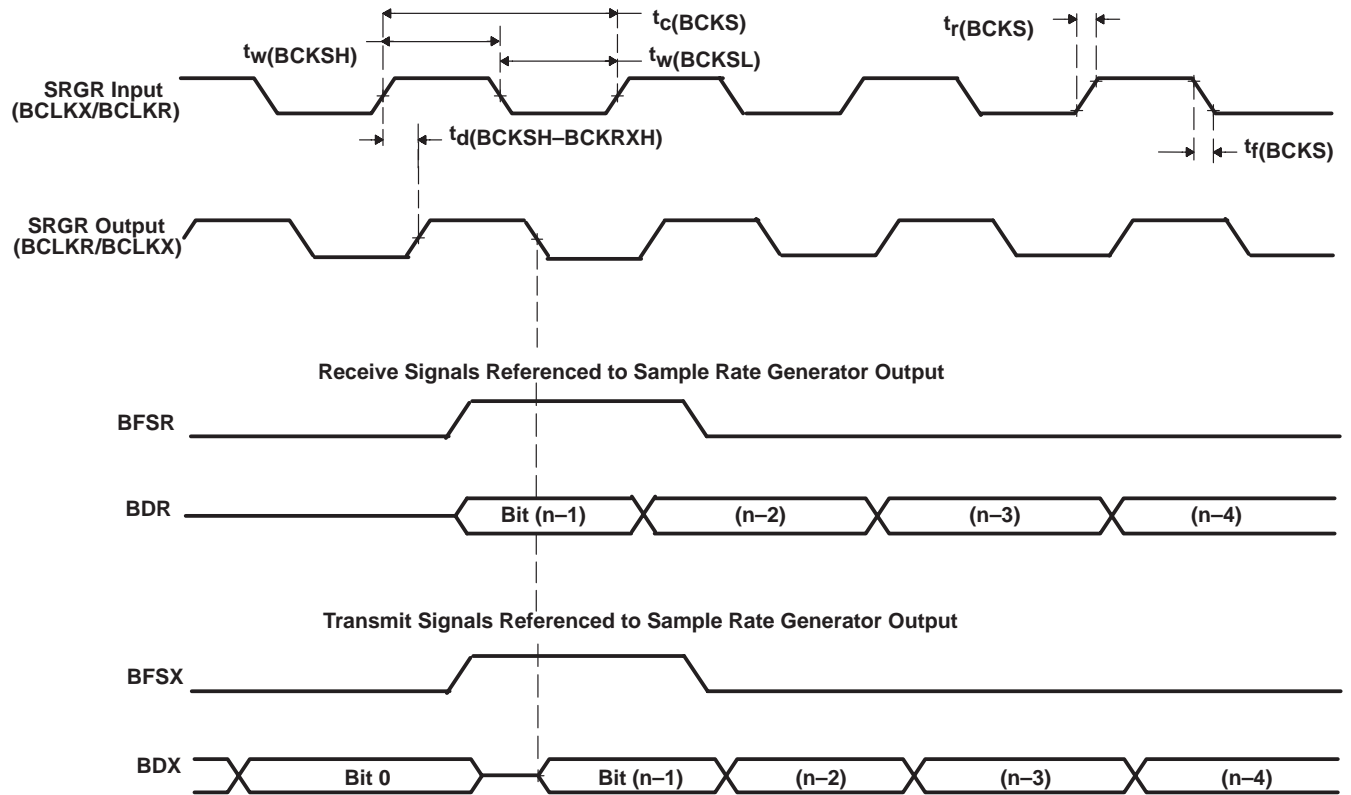 tc(BCKS)
tr(BCKS)
tw(BCKSH)
tw(BCKSL)
SRGR Input
(BCLKX/BCLKR)
td(BCKSH–BCKRXH)
tf(BCKS)
SRGR Output
(BCLKR/BCLKX)
Receive Signals Referenced to Sample Rate Generator Output
BFSR
BDR
Bit (n–1) (n–2) (n–3) (n–4)
Transmit Signals Referenced to Sample Rate Generator Output
BFSX
BDX
Bit 0 Bit (n–1) (n–2) (n–3) (n–4)